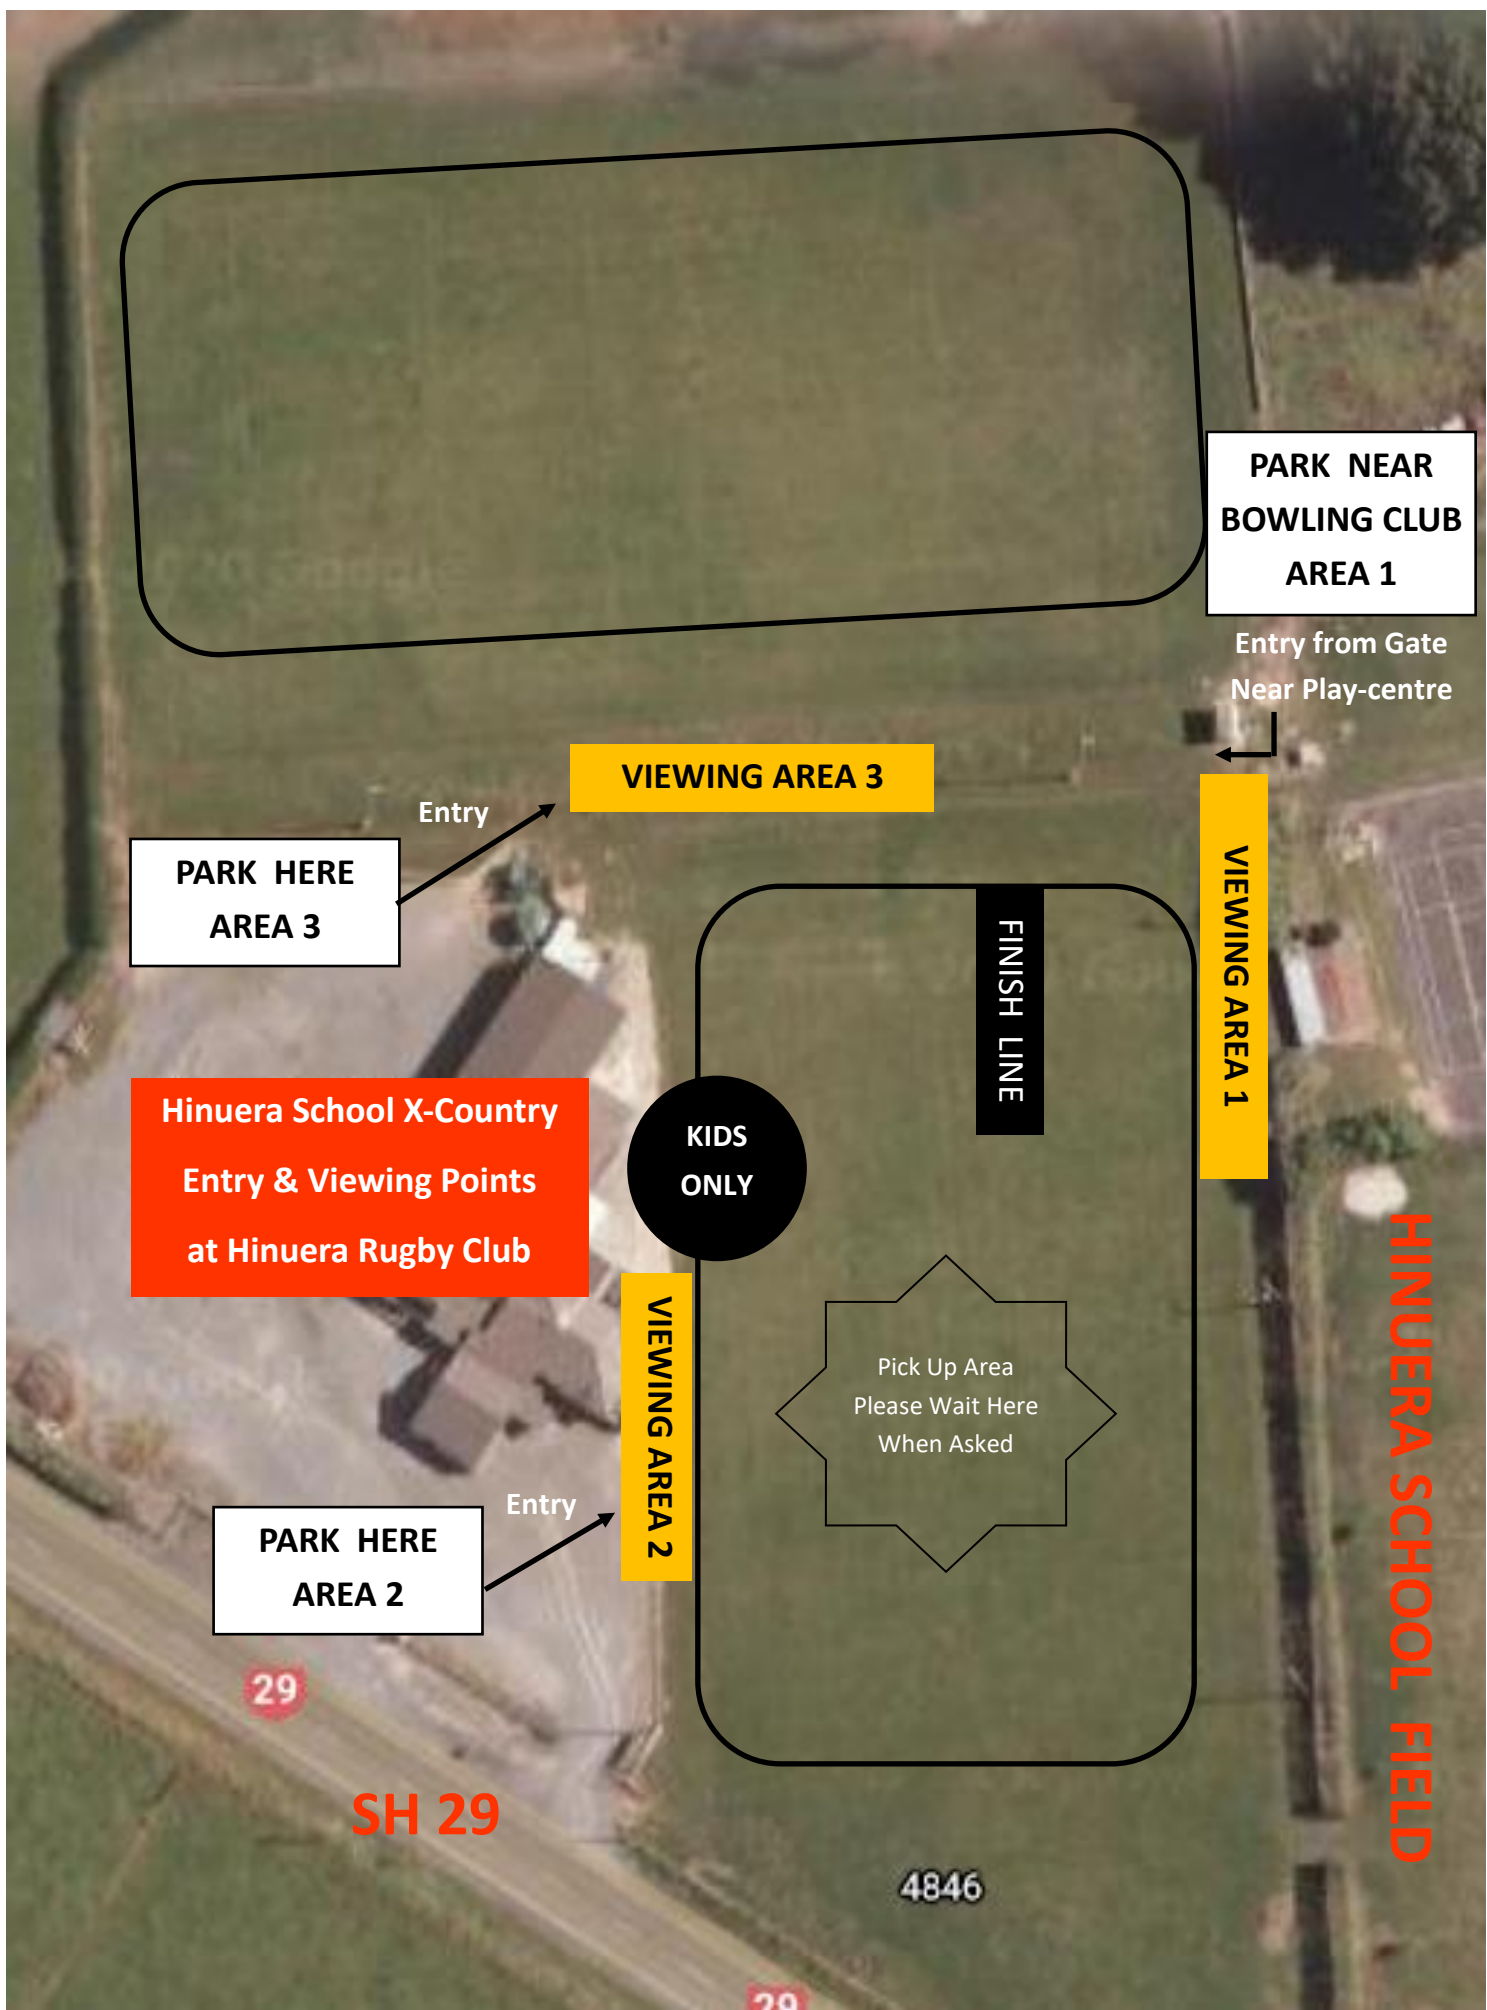 PARK NEAR
BOWLING CLUB
AREA 1
Entry from Gate
Near Play-centre
VIEWING AREA 3
Entry
PARK HERE
AREA 3
VIEWING AREA 1
FINISH LINE
Hinuera School X-Country
Entry & Viewing Points
at Hinuera Rugby Club
KIDS
ONLY
VIEWING AREA 2
Pick Up Area
Please Wait Here
When Asked
HINUERA SCHOOL FIELD
Entry
PARK HERE
AREA 2
29
SH 29
4846
29